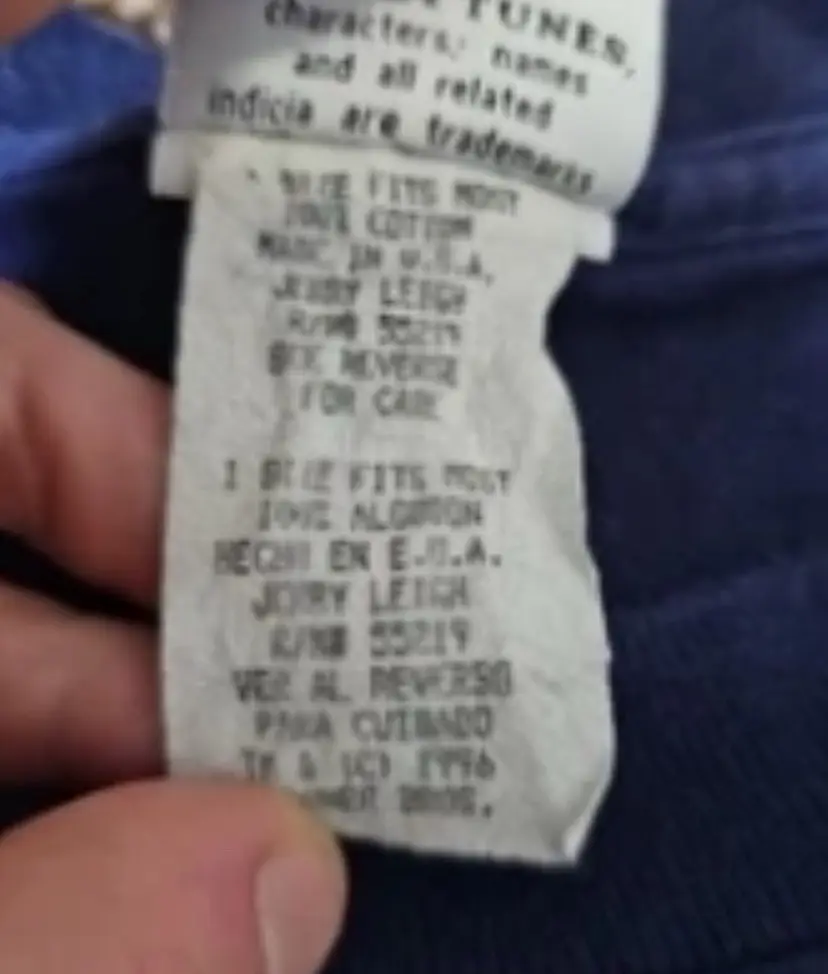 TUNES,
characters, names
and all related
indicia are trademarks
SIZE FITS MOST
100% COTTON
MADE IN U.S.A.
JERRY LEIGH
R/N# 55219
SEE REVERSE
FOR CARE
1 SIZE FITS MOST
100% ALGODON
HECHO EN E.U.A.
JERRY LEIGH
R/N# 55219
VER AL REVERSO
PARA CUIDADO
TM & (C) 1996
BROS.